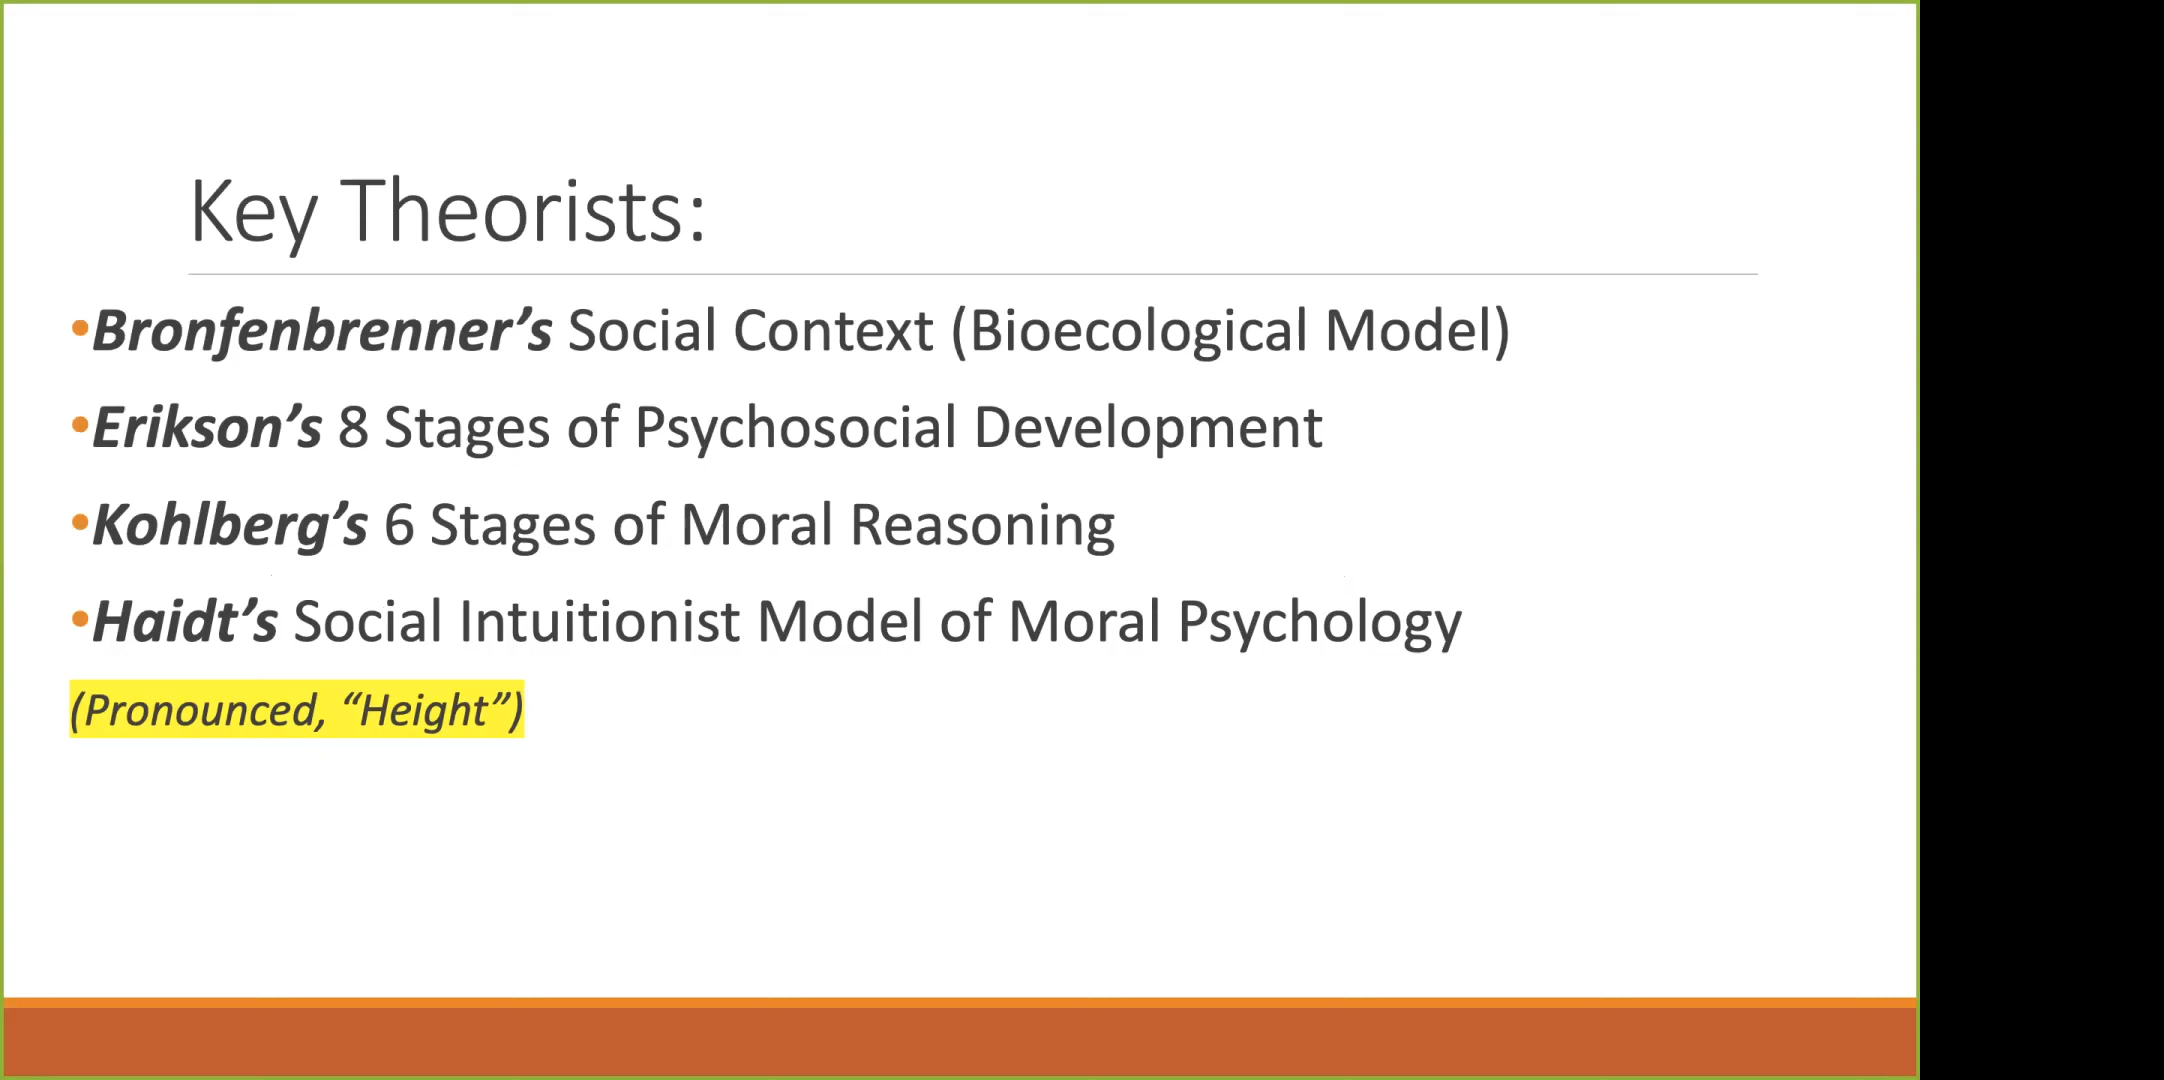 Key Theorists:
•Bronfenbrenner’s Social Context (Bioecological Model)
•Erikson’s 8 Stages of Psychosocial Development
•Kohlberg’s 6 Stages of Moral Reasoning
•Haidt’s Social Intuitionist Model of Moral Psychology
(Pronounced, “Height”)